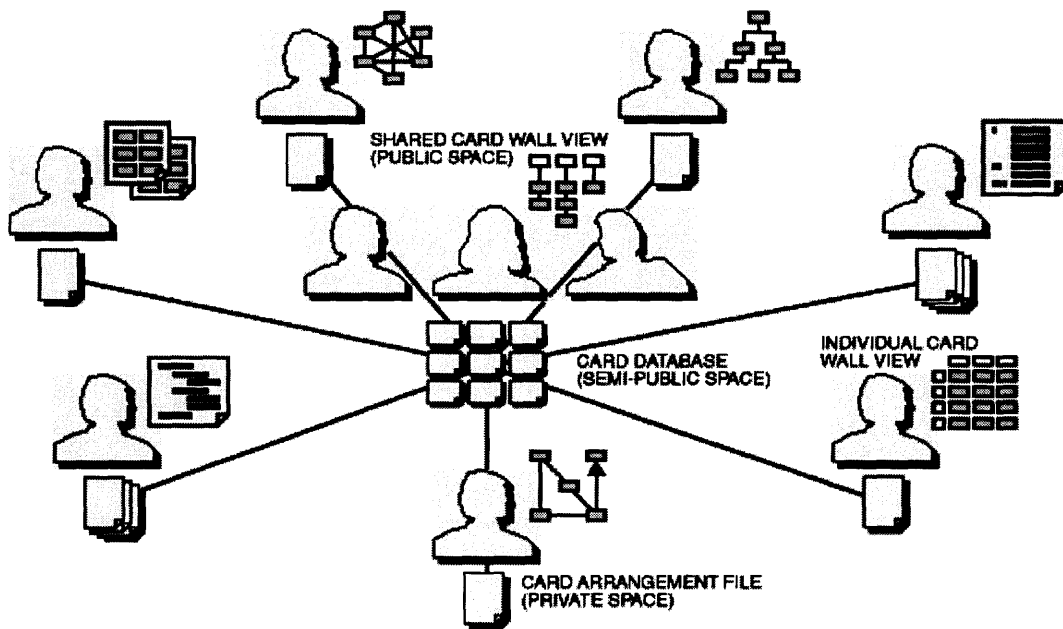 SHARED CARD WALL VIEW
(PUBLIC SPACE)
CARD DATABASE
(SEMI-PUBLIC SPACE)
INDIVIDUAL CARD
WALL VIEW
CARD ARRANGEMENT FILE
(PRIVATE SPACE)